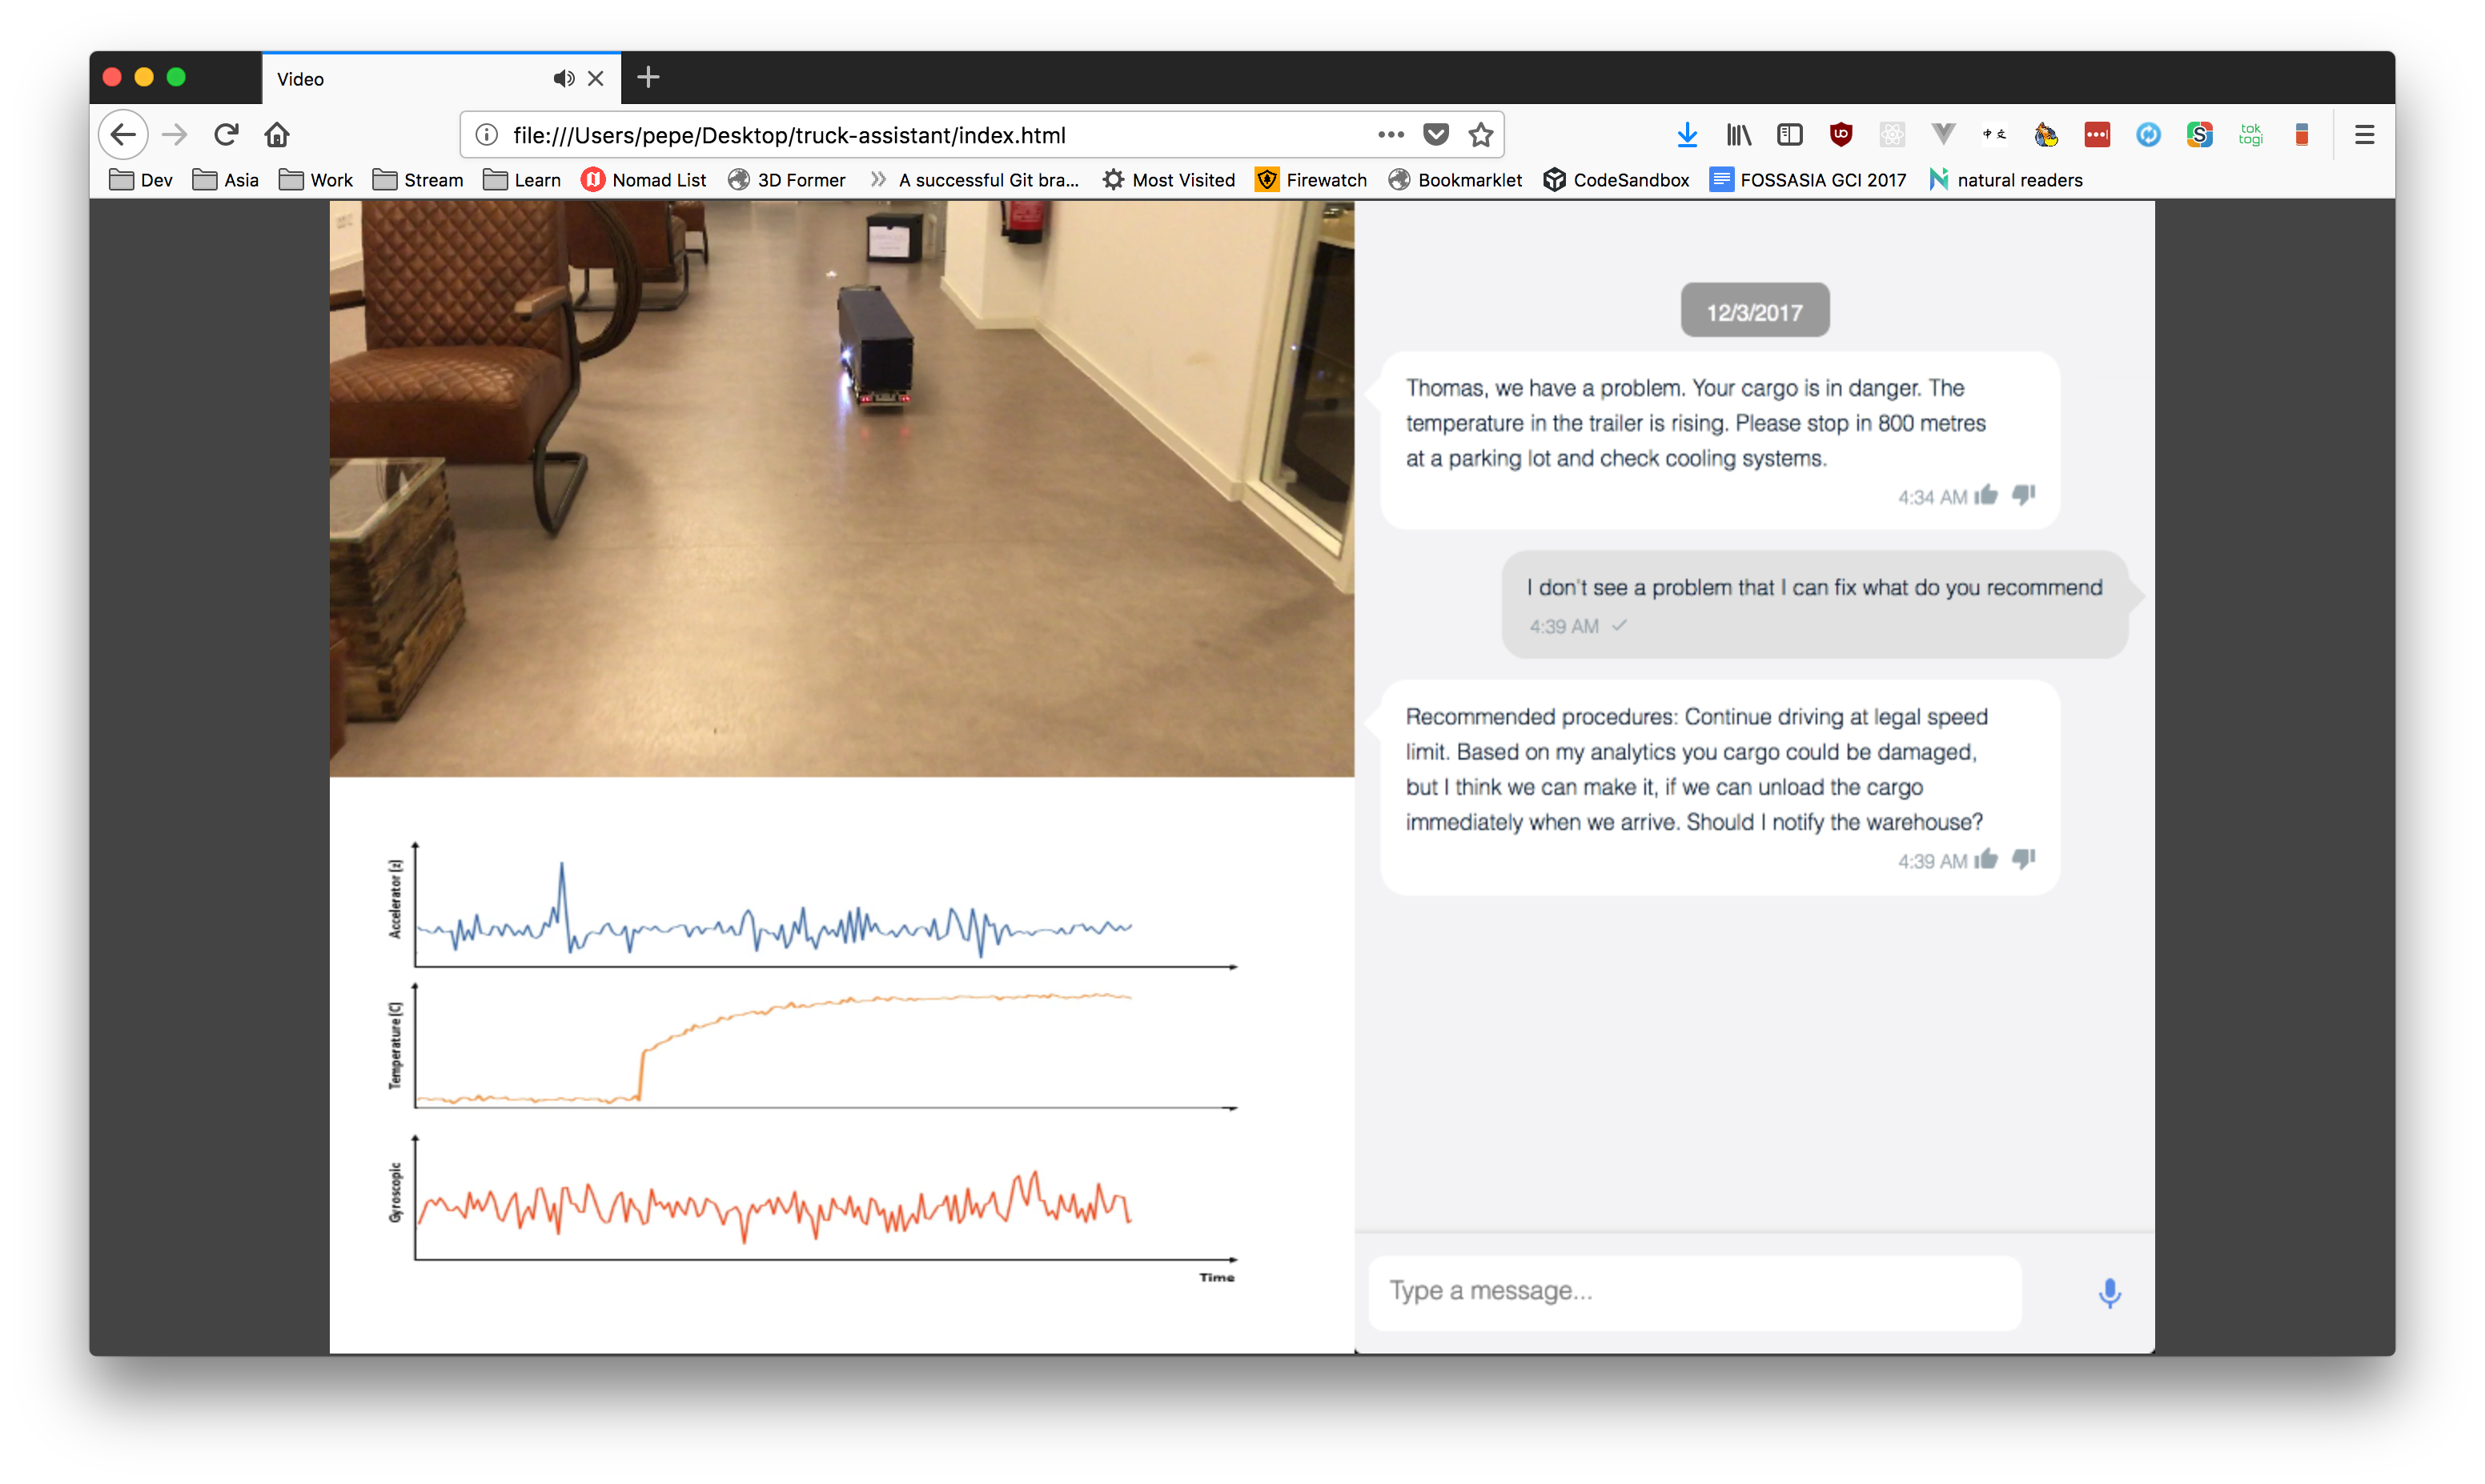 Video
file:///Users/pepe/Desktop/truck-assistant/index.html
tok
togi
Dev
Asia
Work
Stream
Learn
Nomad List
3D Former
A successful Git bra...
Most Visited
Firewatch
Bookmarklet
CodeSandbox
FOSSASIA GCI 2017
natural readers
12/3/2017
Thomas, we have a problem. Your cargo is in danger. The
temperature in the trailer is rising. Please stop in 800 metres
at a parking lot and check cooling systems.
4:34 AM
I don't see a problem that I can fix what do you recommend
4:39 AM
Recommended procedures: Continue driving at legal speed
limit. Based on my analytics you cargo could be damaged,
but I think we can make it, if we can unload the cargo
immediately when we arrive. Should I notify the warehouse?
4:39 AM
Accelerator (z)
Temperature (C)
Gyroscopic
Time
Type a message...